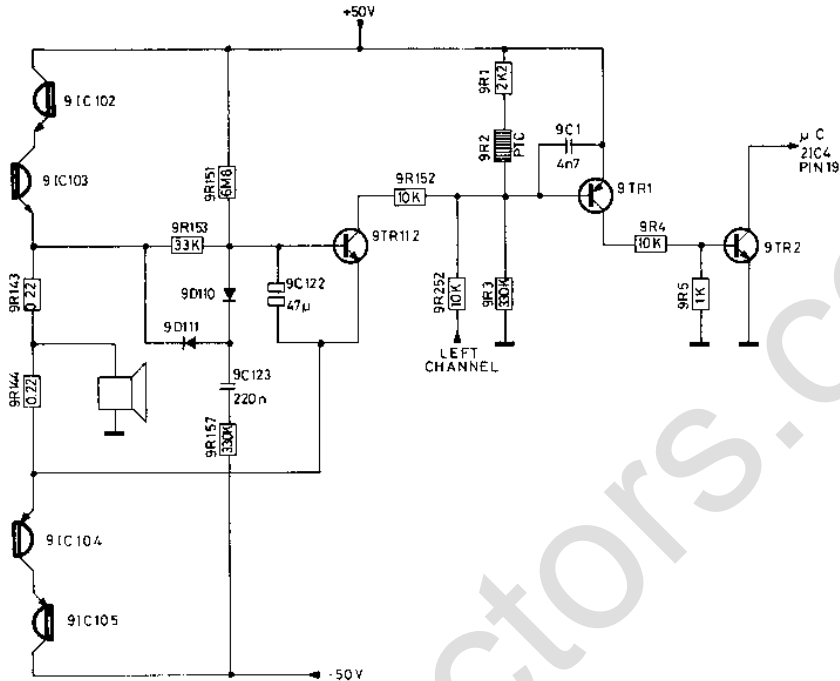 +50V
9IC102
9R1
2K2
9R2
PTC
9C1
4n7
µC
2IC4
PIN19
9IC103
9R151
6M8
9R152
10K
9TR1
9R153
33K
9TR112
9R4
10K
9TR2
9R143
0.22
9D110
9C122
47µ
9R252
10K
9R3
330K
9R5
1K
9D111
LEFT
CHANNEL
9R144
0.22
9C123
220n
9R157
330K
9IC104
9IC105
-50V
ctors.c